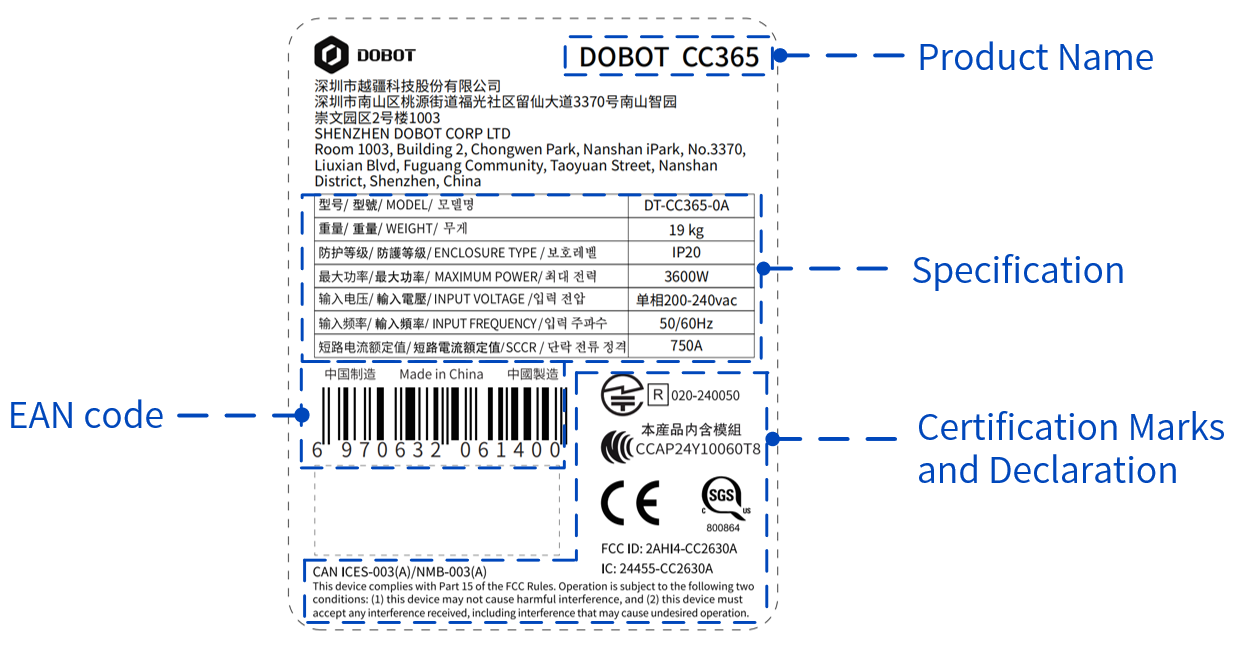 DOBOT
DOBOT CC365
Product Name
深圳市越疆科技股份有限公司
深圳市南山区桃源街道福光社区留仙大道3370号南山智园
崇文园区2号楼1003
SHENZHEN DOBOT CORP LTD
Room 1003, Building 2, Chongwen Park, Nanshan iPark, No.3370,
Liuxian Blvd, Fuguang Community, Taoyuan Street, Nanshan
District, Shenzhen, China
型号/ 型號/ MODEL/ 모델명 DT-CC365-0A
重量/ 重量/ WEIGHT/ 무게 19 kg
防护等级/ 防護等級/ ENCLOSURE TYPE /보호레벨 IP20
最大功率/ 最大功率/ MAXIMUM POWER/ 최대 전력 3600W
输入电压/ 輸入電壓/ INPUT VOLTAGE /입력 전압 单相200-240vac
输入频率/ 輸入頻率/ INPUT FREQUENCY /입력 주파수 50/60Hz
短路电流额定值/ 短路電流額定值/SCCR / 단락 전류 정격 750A
Specification
中国制造 Made in China 中國製造
6 970632 061400
EAN code
R 020-240050
本產品内含模組
CCAP24Y10060T8
Certification Marks
and Declaration
CE
SGS
C US
800864
FCC ID: 2AHI4-CC2630A
IC: 24455-CC2630A
CAN ICES-003(A)/NMB-003(A)
This device complies with Part 15 of the FCC Rules. Operation is subject to the following two
conditions: (1) this device may not cause harmful interference, and (2) this device must
accept any interference received, including interference that may cause undesired operation.